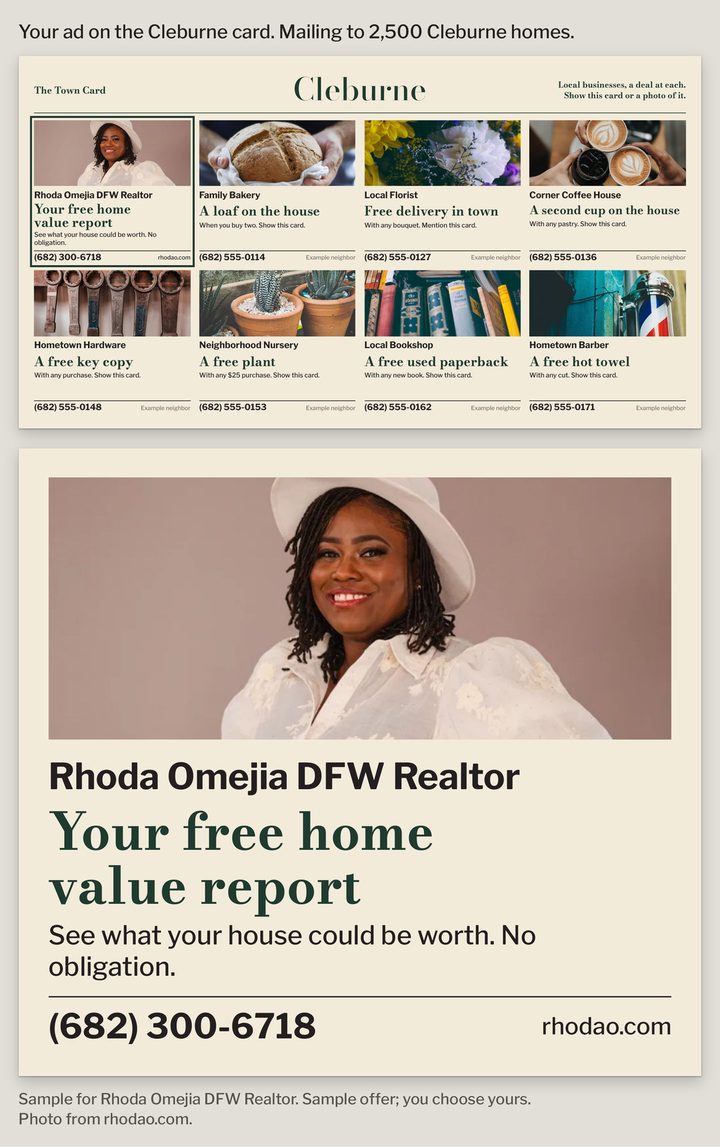 Your ad on the Cleburne card. Mailing to 2,500 Cleburne homes.
The Town Card
Cleburne
Local businesses, a deal at each.
Show this card or a photo of it.
Rhoda Omejia DFW Realtor
Your free home
value report
See what your house could be worth. No
obligation.
(682) 300-6718
rhodao.com
Family Bakery
A loaf on the house
When you buy two. Show this card.
(682) 555-0114
Example neighbor
Local Florist
Free delivery in town
With any bouquet. Mention this card.
(682) 555-0127
Example neighbor
Corner Coffee House
A second cup on the house
With any pastry. Show this card.
(682) 555-0136
Example neighbor
Hometown Hardware
A free key copy
With any purchase. Show this card.
(682) 555-0148
Example neighbor
Neighborhood Nursery
A free plant
With any $25 purchase. Show this card.
(682) 555-0153
Example neighbor
Local Bookshop
A free used paperback
With any new book. Show this card.
(682) 555-0162
Example neighbor
Hometown Barber
A free hot towel
With any cut. Show this card.
(682) 555-0171
Example neighbor
Rhoda Omejia DFW Realtor
Your free home
value report
See what your house could be worth. No
obligation.
(682) 300-6718
rhodao.com
Sample for Rhoda Omejia DFW Realtor. Sample offer; you choose yours.
Photo from rhodao.com.